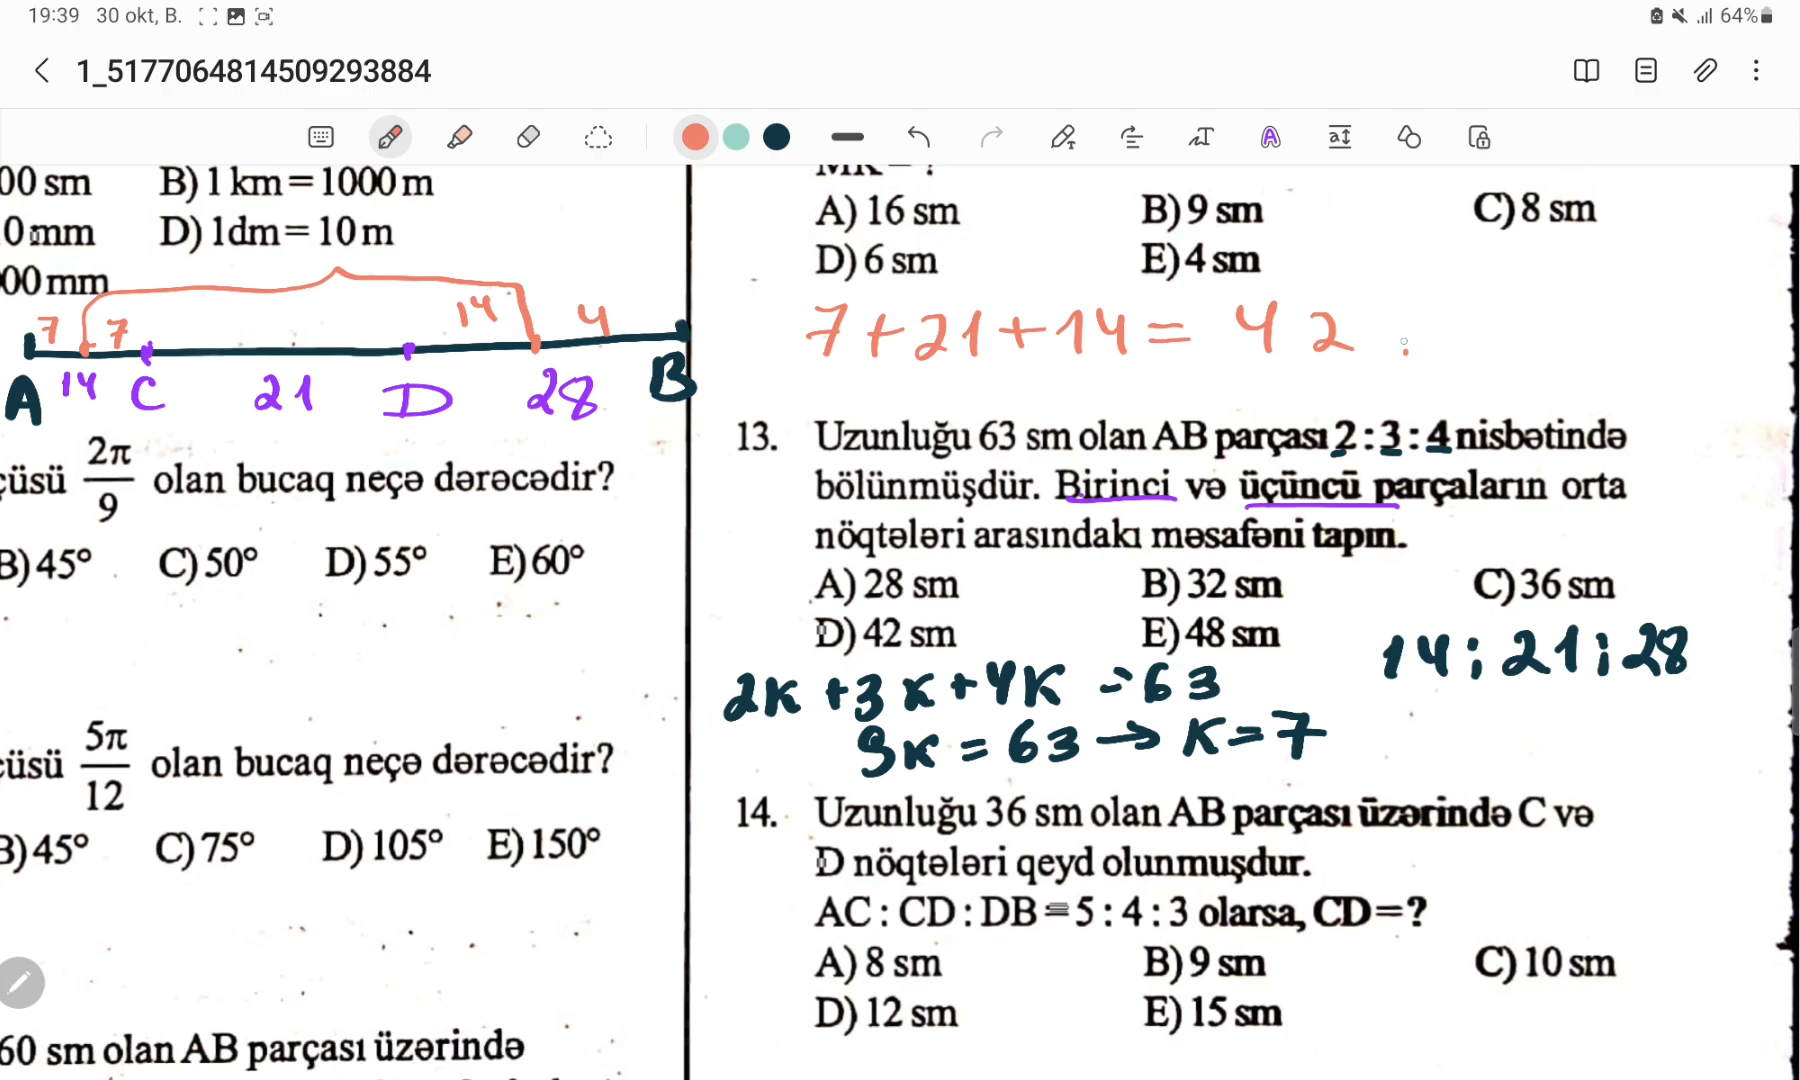 19:39 30 okt, B. 64%
1_5177064814509293884
00 sm B) 1 km = 1000 m
0 mm D) 1dm = 10 m
00 mm
7 7 14 4
A 14 C 21 D 28 B
çüsü 2π/9 olan bucaq neçə dərəcədir?
B) 45° C) 50° D) 55° E) 60°
çüsü 5π/12 olan bucaq neçə dərəcədir?
B) 45° C) 75° D) 105° E) 150°
60 sm olan AB parçası üzərində
MK = ?
A) 16 sm B) 9 sm C) 8 sm
D) 6 sm E) 4 sm
7 + 21 + 14 = 42
13. Uzunluğu 63 sm olan AB parçası 2 : 3 : 4 nisbətində
bölünmüşdür. Birinci və üçüncü parçaların orta
nöqtələri arasındakı məsafəni tapın.
A) 28 sm B) 32 sm C) 36 sm
D) 42 sm E) 48 sm
14 ; 21 ; 28
2K + 3K + 4K = 63
9K = 63 → K = 7
14. Uzunluğu 36 sm olan AB parçası üzərində C və
D nöqtələri qeyd olunmuşdur.
AC : CD : DB = 5 : 4 : 3 olarsa, CD = ?
A) 8 sm B) 9 sm C) 10 sm
D) 12 sm E) 15 sm